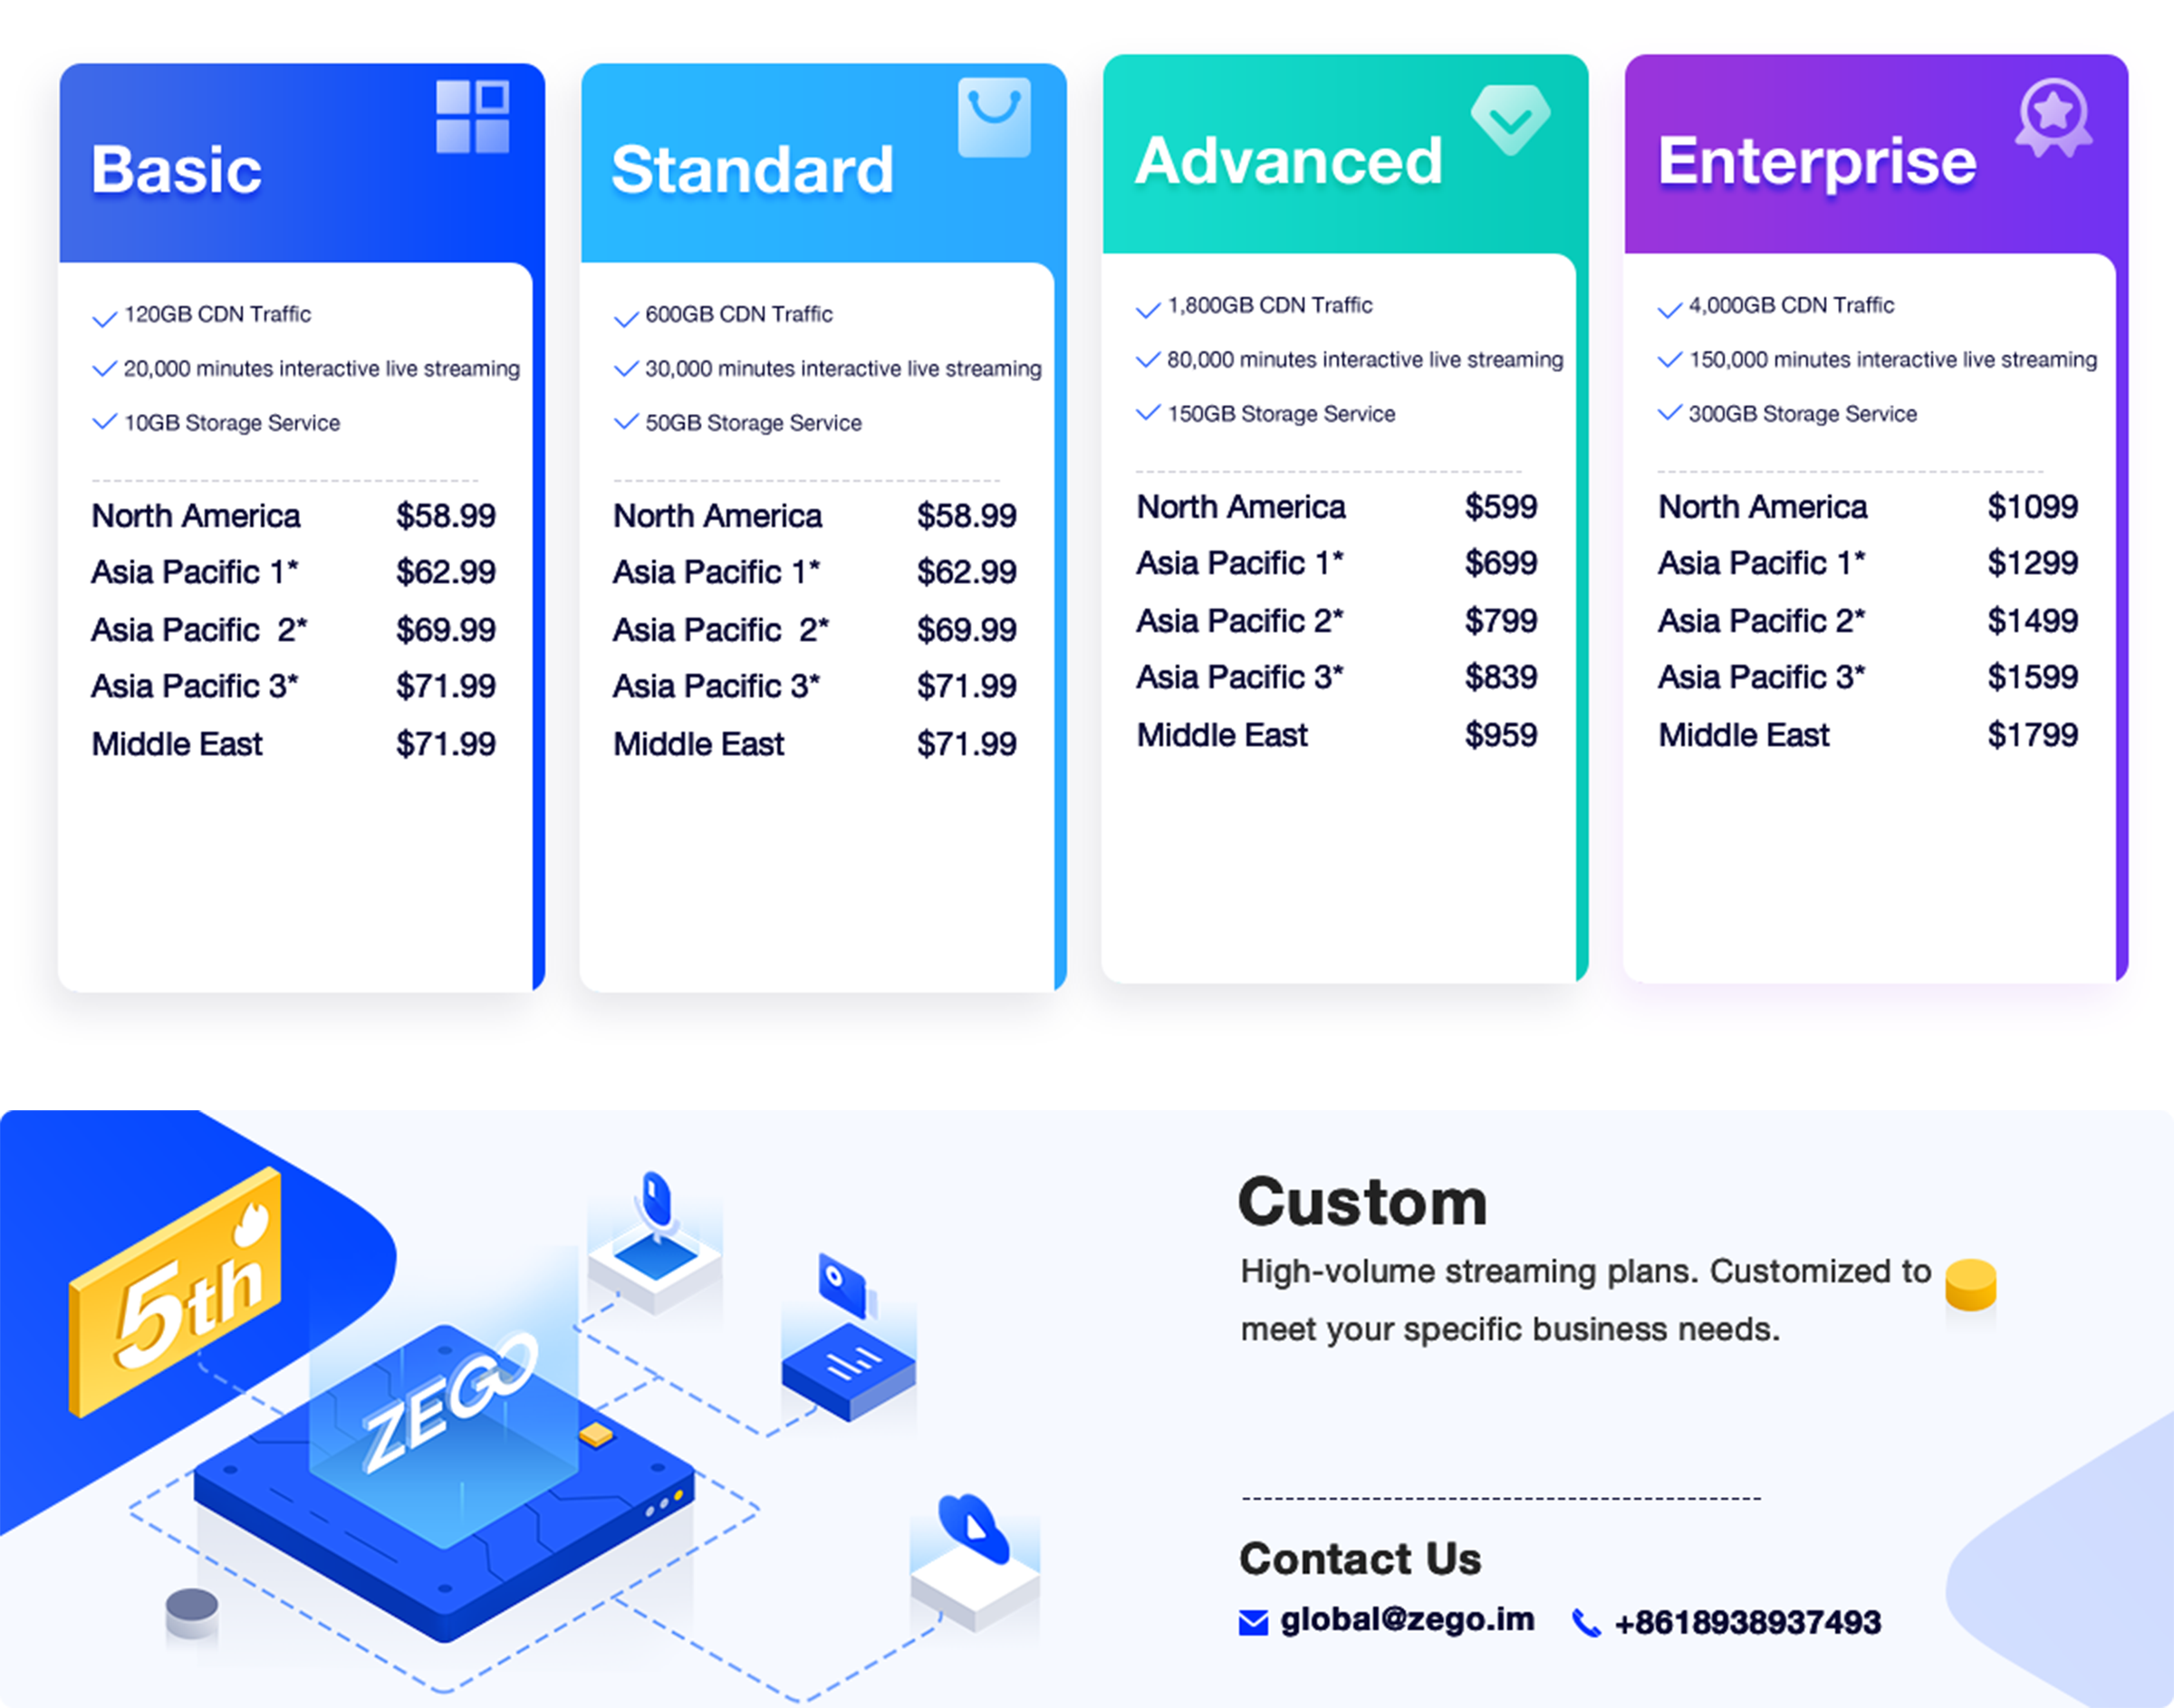 Basic
120GB CDN Traffic
20,000 minutes interactive live streaming
10GB Storage Service
North America $58.99
Asia Pacific 1* $62.99
Asia Pacific  2* $69.99
Asia Pacific 3* $71.99
Middle East $71.99
Standard
600GB CDN Traffic
30,000 minutes interactive live streaming
50GB Storage Service
North America $58.99
Asia Pacific 1* $62.99
Asia Pacific  2* $69.99
Asia Pacific 3* $71.99
Middle East $71.99
Advanced
1,800GB CDN Traffic
80,000 minutes interactive live streaming
150GB Storage Service
North America $599
Asia Pacific 1* $699
Asia Pacific 2* $799
Asia Pacific 3* $839
Middle East $959
Enterprise
4,000GB CDN Traffic
150,000 minutes interactive live streaming
300GB Storage Service
North America $1099
Asia Pacific 1* $1299
Asia Pacific 2* $1499
Asia Pacific 3* $1599
Middle East $1799
5th
ZEGO
Custom
High-volume streaming plans. Customized to
meet your specific business needs.
Contact Us
global@zego.im +8618938937493